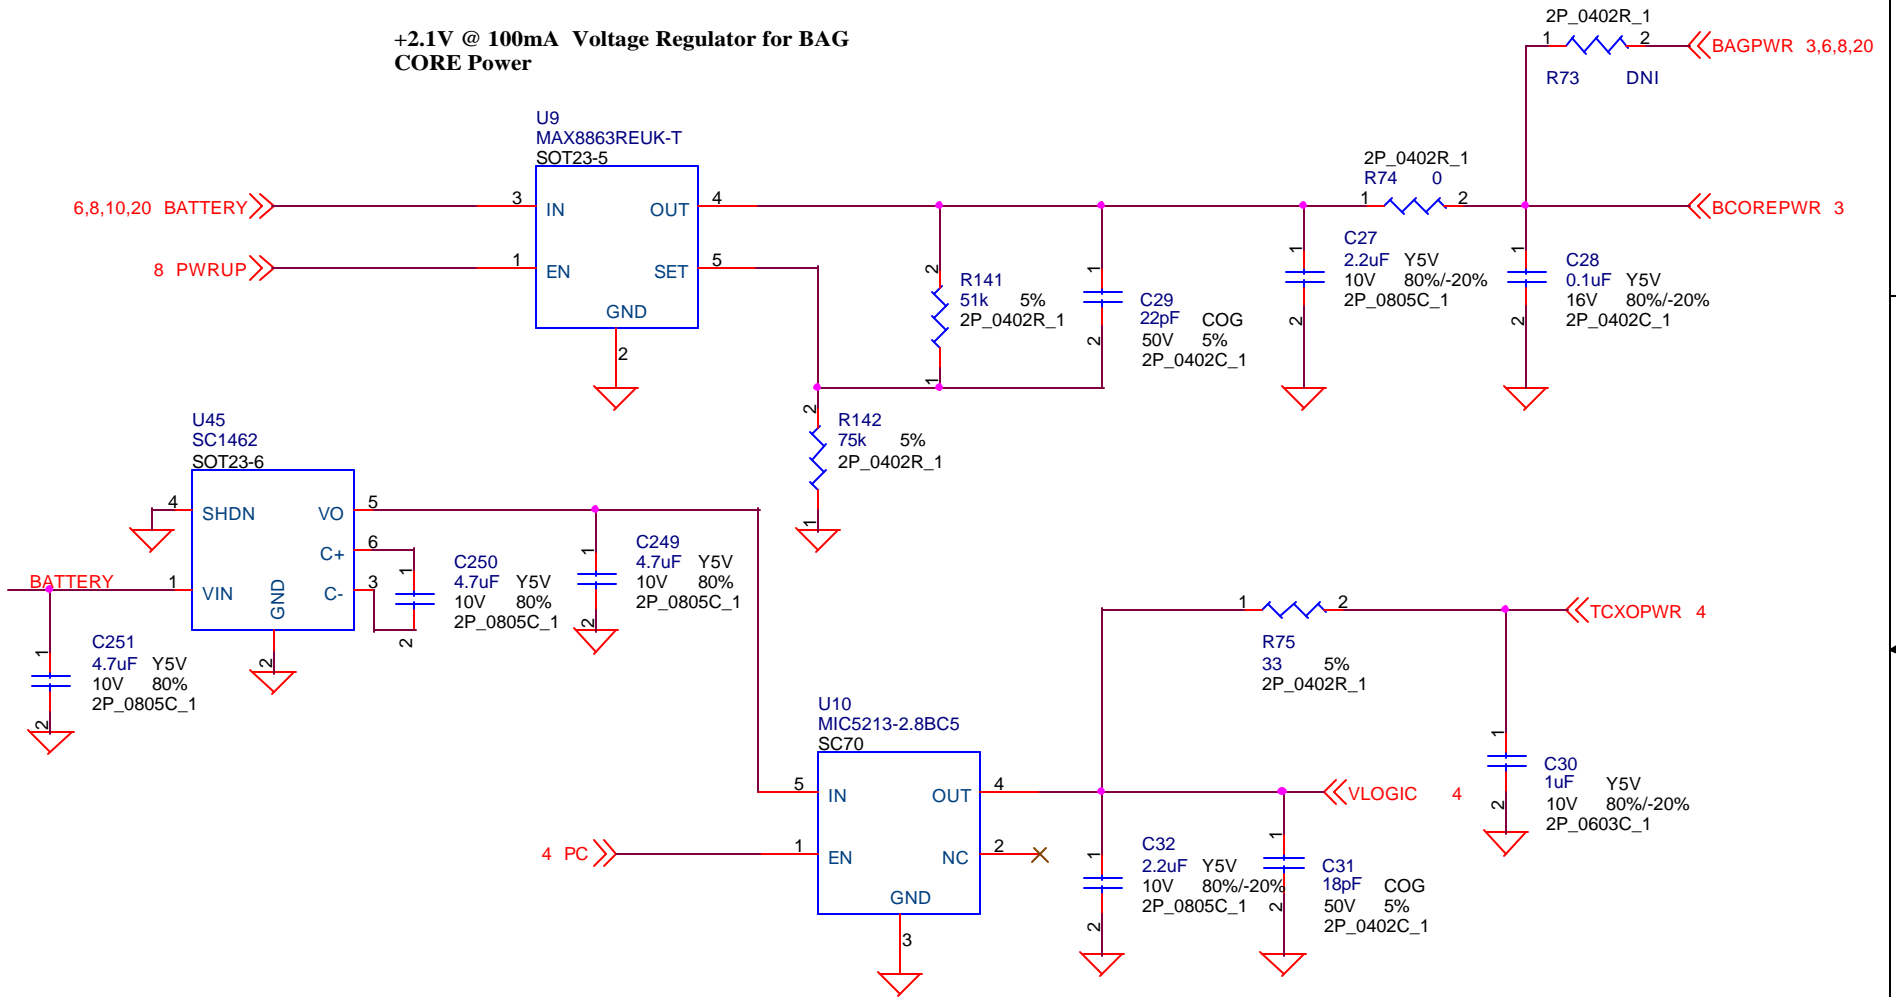 +2.1V @ 100mA Voltage Regulator for BAG
CORE Power
2P_0402R_1
1 2
BAGPWR 3,6,8,20
R73 DNI
U9
MAX8863REUK-T
SOT23-5
6,8,10,20 BATTERY
3 IN OUT 4
8 PWRUP
1 EN SET 5
GND
2
2P_0402R_1
R74 0
1 2
BCOREPWR 3
2
R141
51k 5%
2P_0402R_1
1
1
C29
22pF COG
50V 5%
2P_0402C_1
2
1
C27
2.2uF Y5V
10V 80%/-20%
2P_0805C_1
2
1
C28
0.1uF Y5V
16V 80%/-20%
2P_0402C_1
2
2
R142
75k 5%
2P_0402R_1
1
U45
SC1462
SOT23-6
4 SHDN VO 5
C+ 6
BATTERY
1 VIN GND C- 3
2
1
C250
4.7uF Y5V
10V 80%
2P_0805C_1
2
1
C249
4.7uF Y5V
10V 80%
2P_0805C_1
2
1
C251
4.7uF Y5V
10V 80%
2P_0805C_1
2
1 2
TCXOPWR 4
R75
33 5%
2P_0402R_1
U10
MIC5213-2.8BC5
SC70
5 IN OUT 4
VLOGIC 4
4 PC
1 EN NC 2
GND
3
1
C30
1uF Y5V
10V 80%/-20%
2P_0603C_1
2
1
C32
2.2uF Y5V
10V 80%/-20%
2P_0805C_1
2
1
C31
18pF COG
50V 5%
2P_0402C_1
2